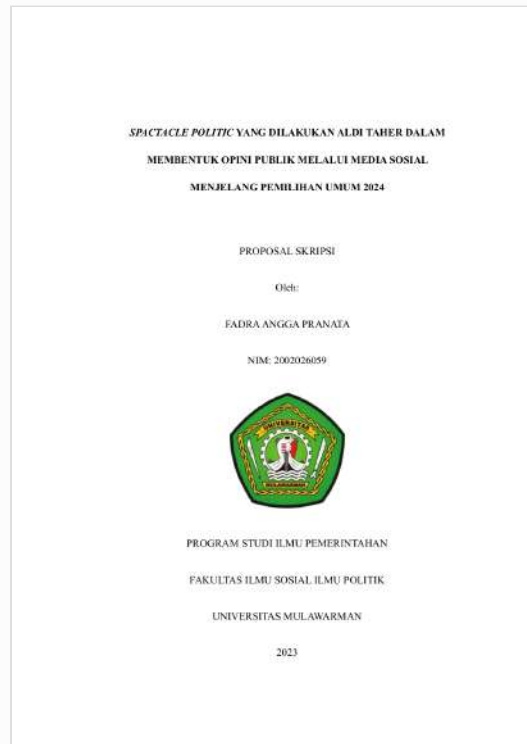 SPACTACLE POLITIC YANG DILAKUKAN ALDI TAHER DALAM
MEMBENTUK OPINI PUBLIK MELALUI MEDIA SOSIAL
MENJELANG PEMILIHAN UMUM 2024
PROPOSAL SKRIPSI
Oleh:
FADRA ANGGA PRANATA
NIM: 2002026059
UNIVERSITAS
MULAWARMAN
PROGRAM STUDI ILMU PEMERINTAHAN
FAKULTAS ILMU SOSIAL ILMU POLITIK
UNIVERSITAS MULAWARMAN
2023